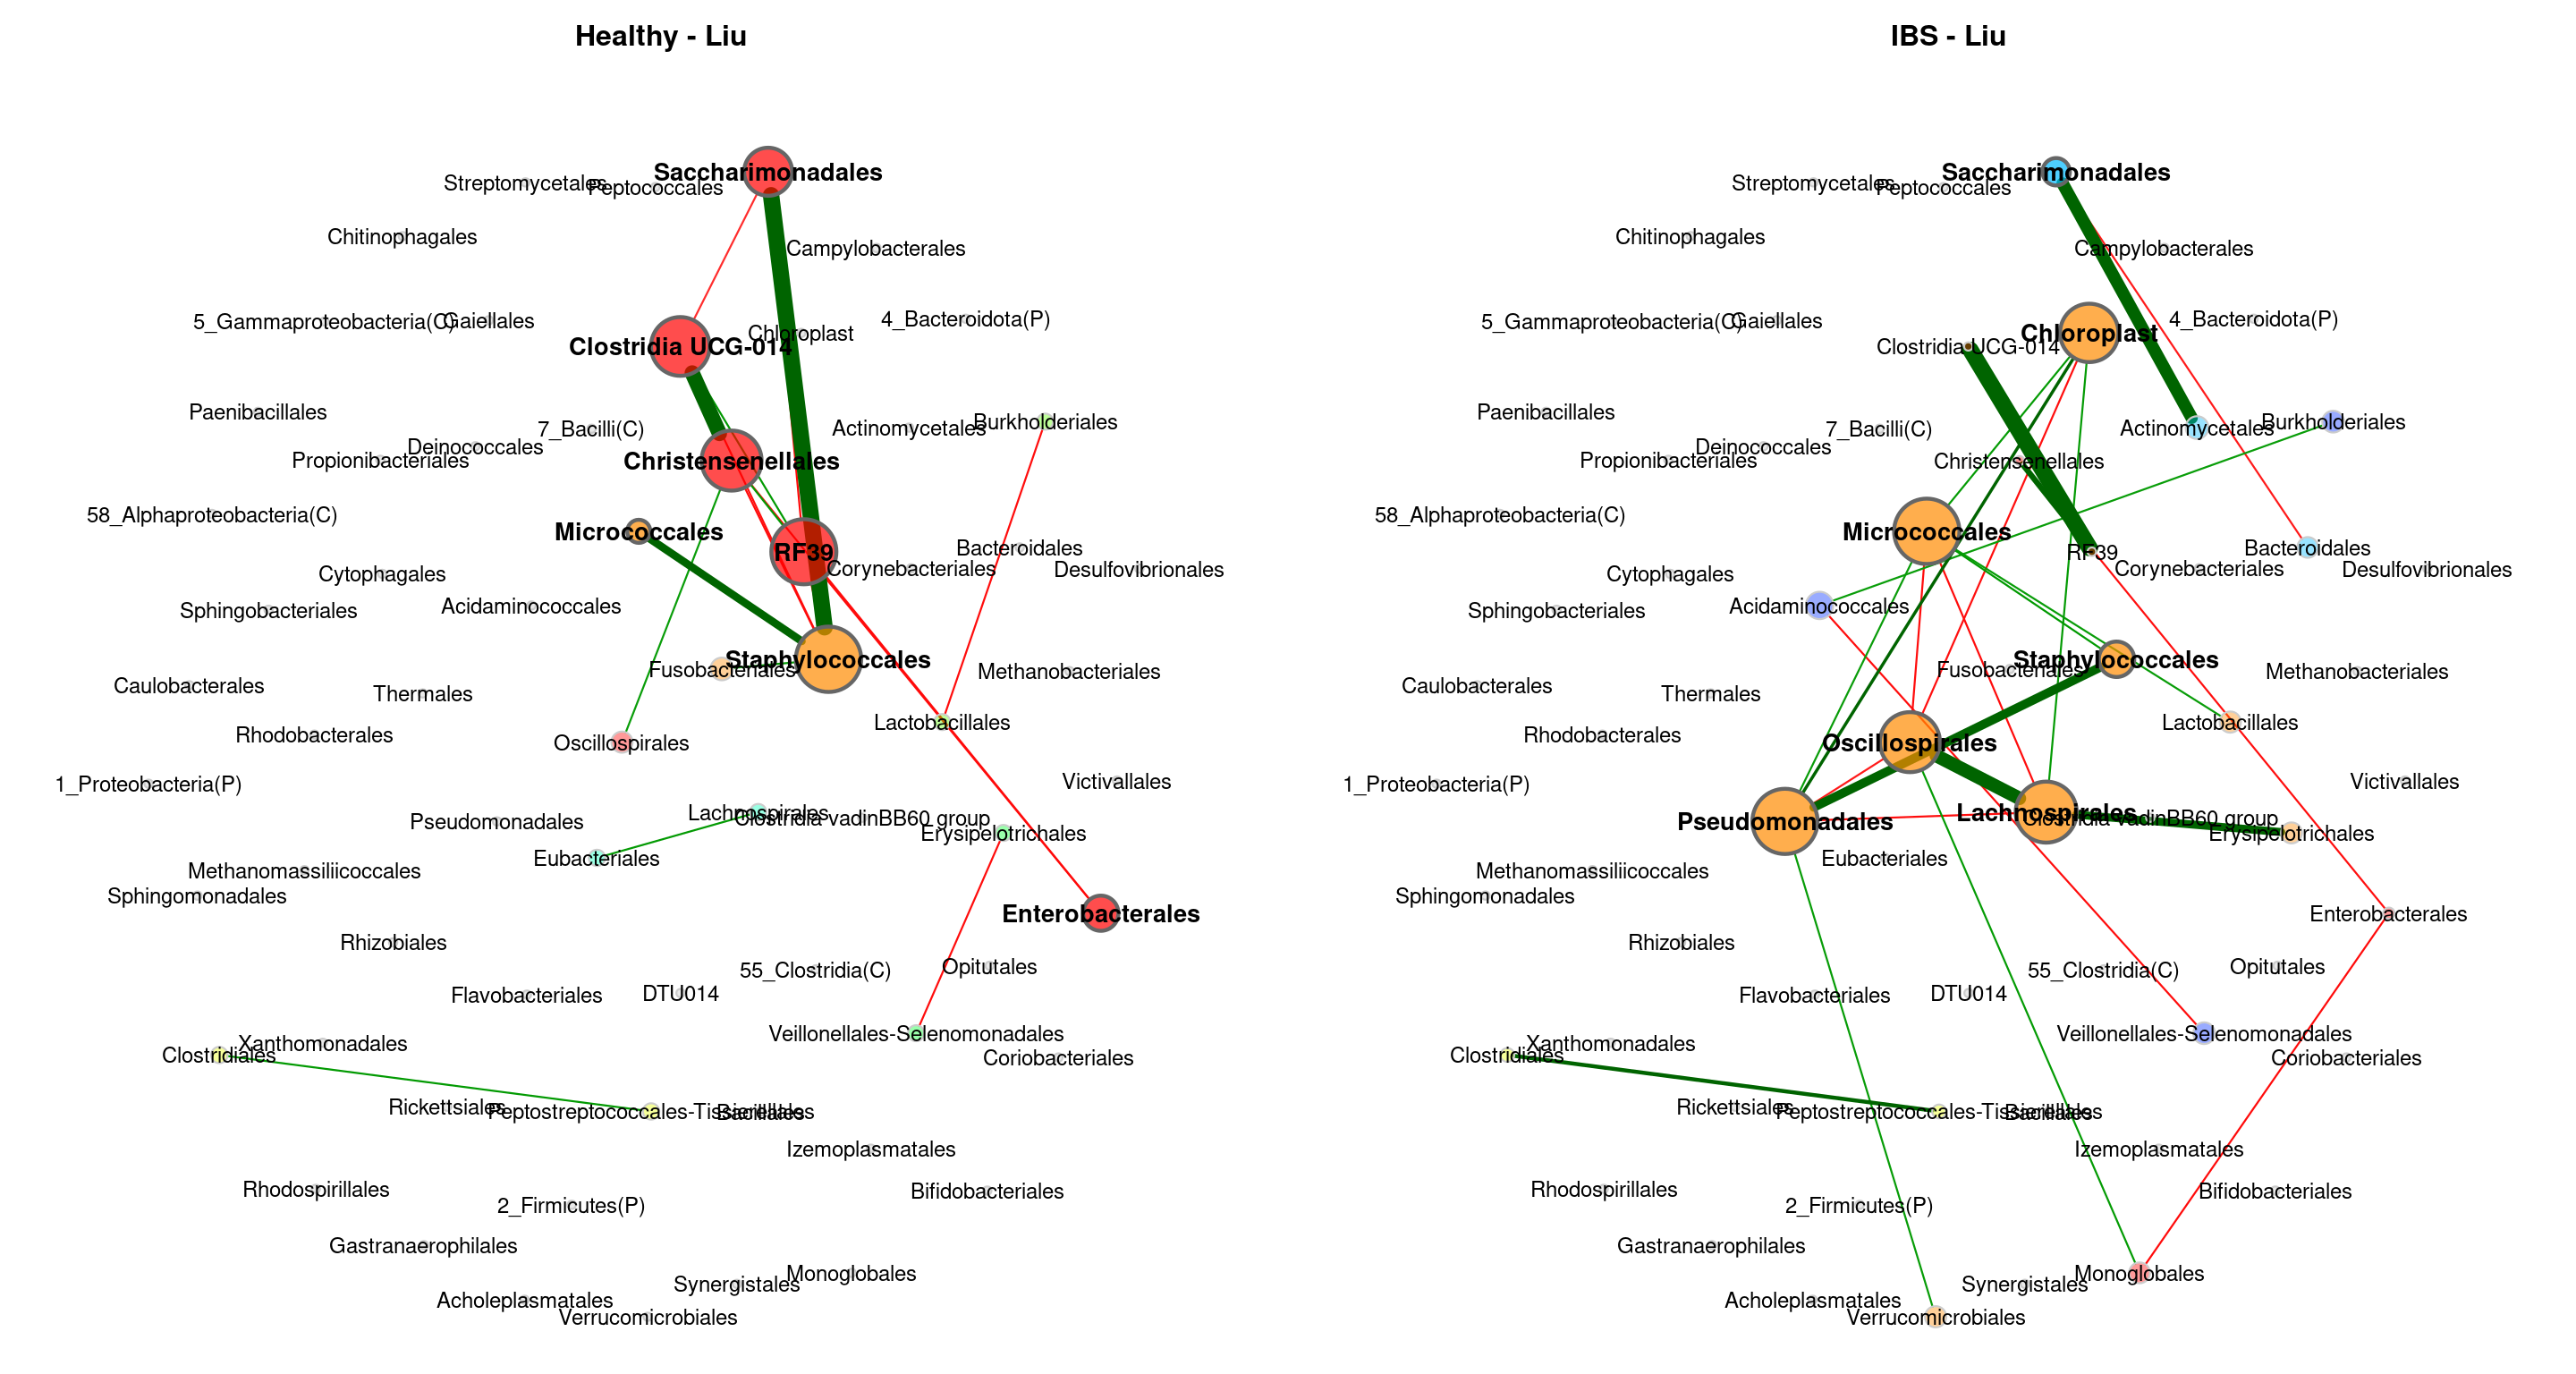 Healthy - Liu
Saccharimonadales
Streptomycetales
Peptococcales
Chitinophagales
Campylobacterales
5_Gammaproteobacteria(C)
Gaiellales
4_Bacteroidota(P)
Chloroplast
Clostridia UCG-014
Paenibacillales
Burkholderiales
7_Bacilli(C)
Actinomycetales
Deinococcales
Propionibacteriales
Christensenellales
58_Alphaproteobacteria(C)
Micrococcales
Bacteroidales
RF39
Corynebacteriales
Desulfovibrionales
Cytophagales
Acidaminococcales
Sphingobacteriales
Staphylococcales
Fusobacteriales
Methanobacteriales
Caulobacterales
Thermales
Lactobacillales
Rhodobacterales
Oscillospirales
1_Proteobacteria(P)
Victivallales
Lachnospirales
Clostridia vadinBB60 group
Pseudomonadales
Erysipelotrichales
Eubacteriales
Methanomassiliicoccales
Sphingomonadales
Enterobacterales
Rhizobiales
55_Clostridia(C)
Opitutales
Flavobacteriales
DTU014
Veillonellales-Selenomonadales
Xanthomonadales
Clostridiales
Coriobacteriales
Rickettsiales
Peptostreptococcales-Tissierellales
Bacillales
Izemoplasmatales
Rhodospirillales
Bifidobacteriales
2_Firmicutes(P)
Gastranaerophilales
Monoglobales
Synergistales
Acholeplasmatales
Verrucomicrobiales
IBS - Liu
Saccharimonadales
Streptomycetales
Peptococcales
Chitinophagales
Campylobacterales
5_Gammaproteobacteria(C)
Gaiellales
4_Bacteroidota(P)
Chloroplast
Clostridia UCG-014
Paenibacillales
Burkholderiales
7_Bacilli(C)
Actinomycetales
Deinococcales
Propionibacteriales
Christensenellales
58_Alphaproteobacteria(C)
Micrococcales
Bacteroidales
RF39
Corynebacteriales
Desulfovibrionales
Cytophagales
Acidaminococcales
Sphingobacteriales
Staphylococcales
Fusobacteriales
Methanobacteriales
Caulobacterales
Thermales
Lactobacillales
Rhodobacterales
Oscillospirales
1_Proteobacteria(P)
Victivallales
Lachnospirales
Clostridia vadinBB60 group
Pseudomonadales
Erysipelotrichales
Eubacteriales
Methanomassiliicoccales
Sphingomonadales
Enterobacterales
Rhizobiales
55_Clostridia(C)
Opitutales
Flavobacteriales
DTU014
Veillonellales-Selenomonadales
Xanthomonadales
Clostridiales
Coriobacteriales
Rickettsiales
Peptostreptococcales-Tissierellales
Bacillales
Izemoplasmatales
Rhodospirillales
Bifidobacteriales
2_Firmicutes(P)
Gastranaerophilales
Monoglobales
Synergistales
Acholeplasmatales
Verrucomicrobiales